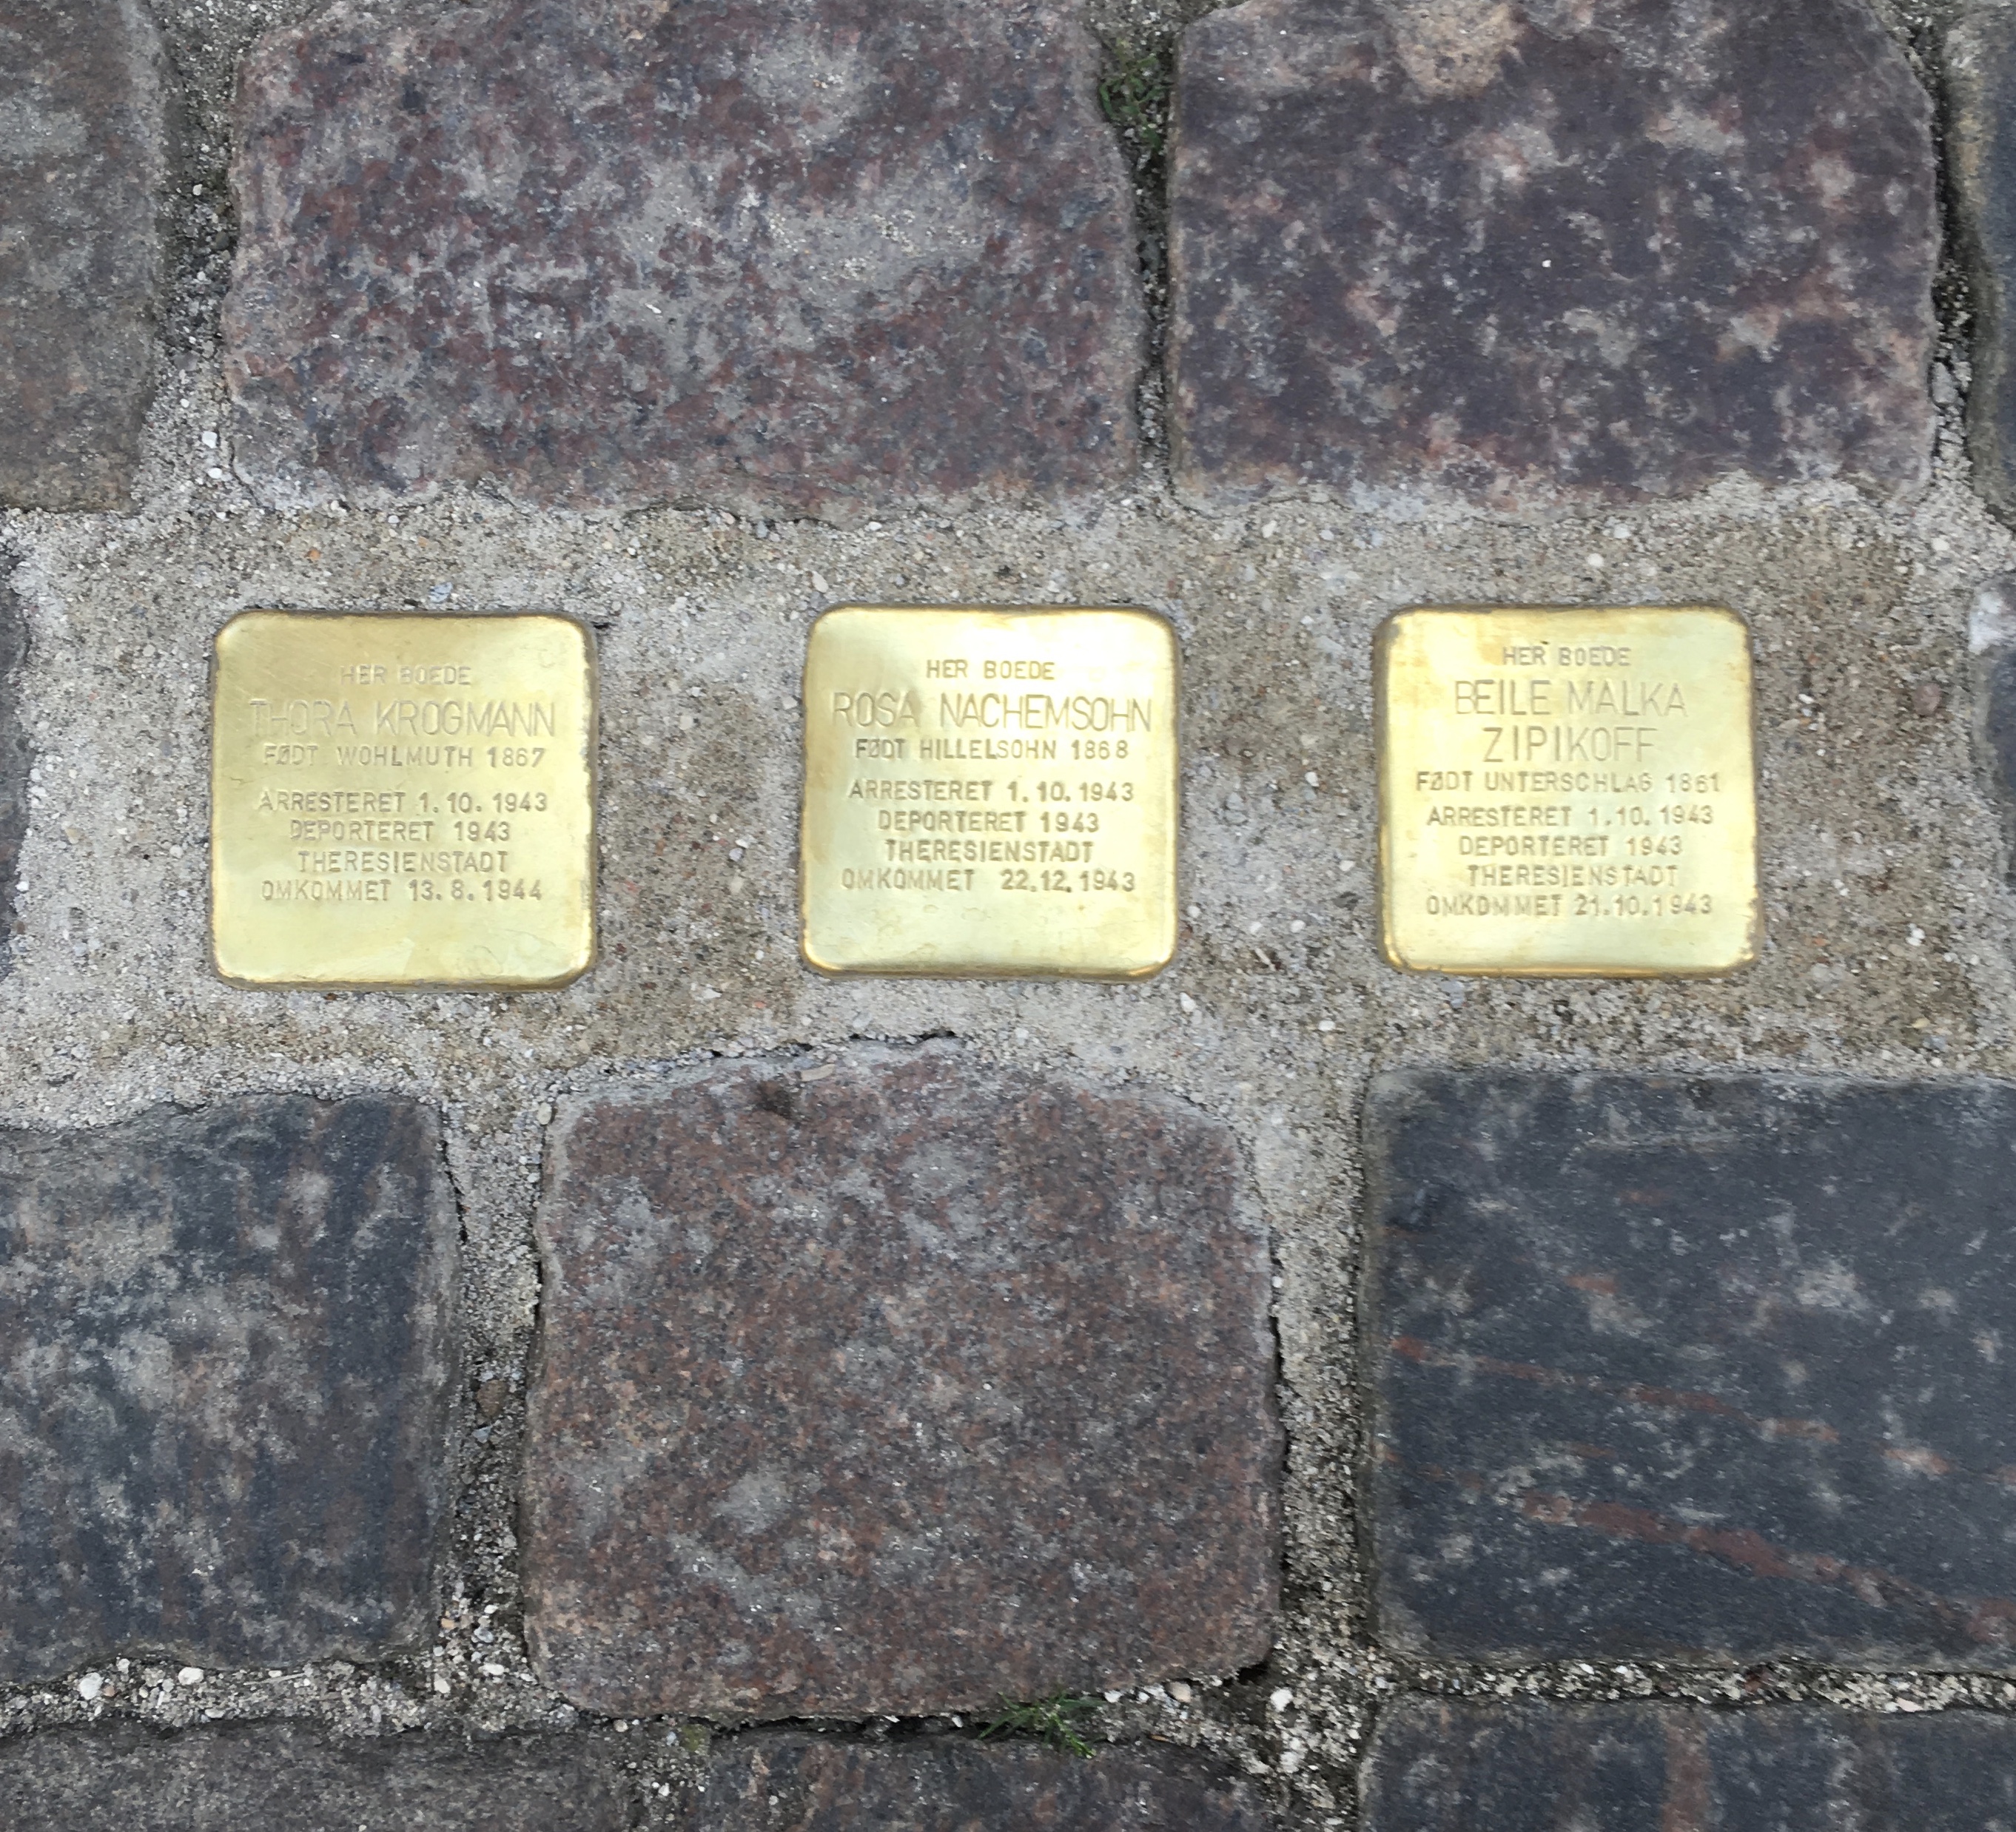 HER BOEDE
THORA KROGMANN
FØDT WOHLMUTH 1867
ARRESTERET 1.10.1943
DEPORTERET 1943
THERESIENSTADT
OMKOMMET 13.8.1944
HER BOEDE
ROSA NACHEMSOHN
FØDT HILLELSOHN 1868
ARRESTERET 1.10.1943
DEPORTERET 1943
THERESIENSTADT
OMKOMMET 22.12.1943
HER BOEDE
BEILE MALKA
ZIPIKOFF
FØDT UNTERSCHLAG 1861
ARRESTERET 1.10.1943
DEPORTERET 1943
THERESIENSTADT
OMKOMMET 21.10.1943